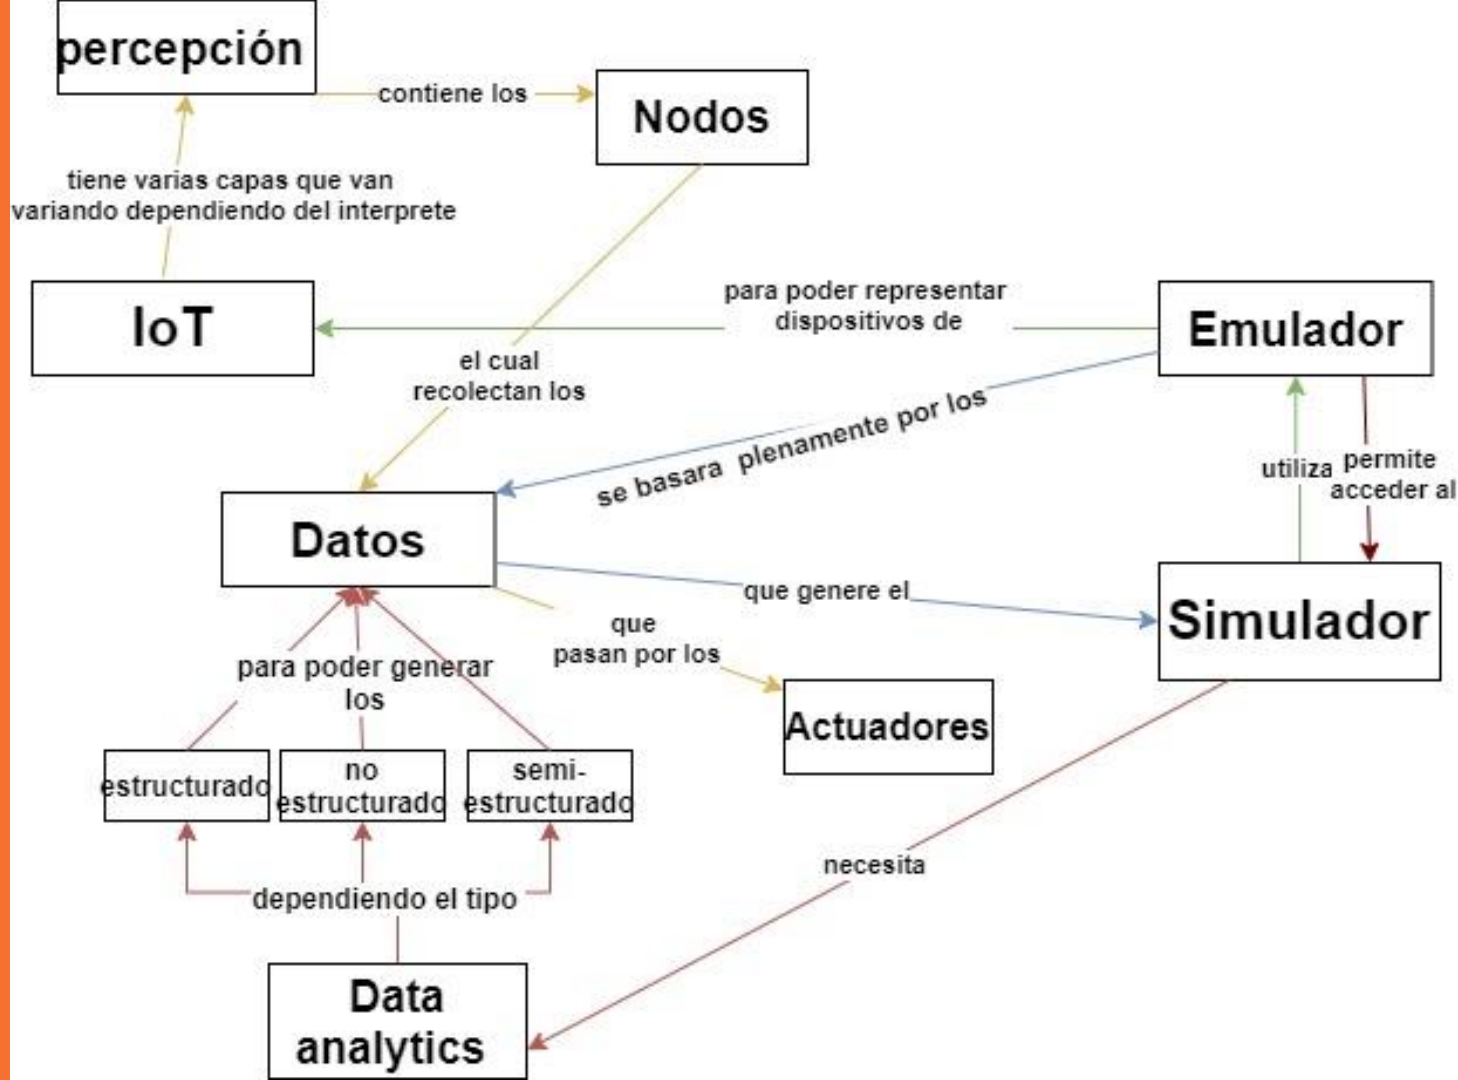 percepción
contiene los
Nodos
tiene varias capas que van
variando dependiendo del interprete
IoT
para poder representar
dispositivos de
Emulador
el cual
recolectan los
se basara plenamente por los
utiliza
permite
acceder al
Datos
que genere el
Simulador
que
pasan por los
para poder generar
los
Actuadores
estructurado
no
estructurado
semi-
estructurado
necesita
dependiendo el tipo
Data
analytics